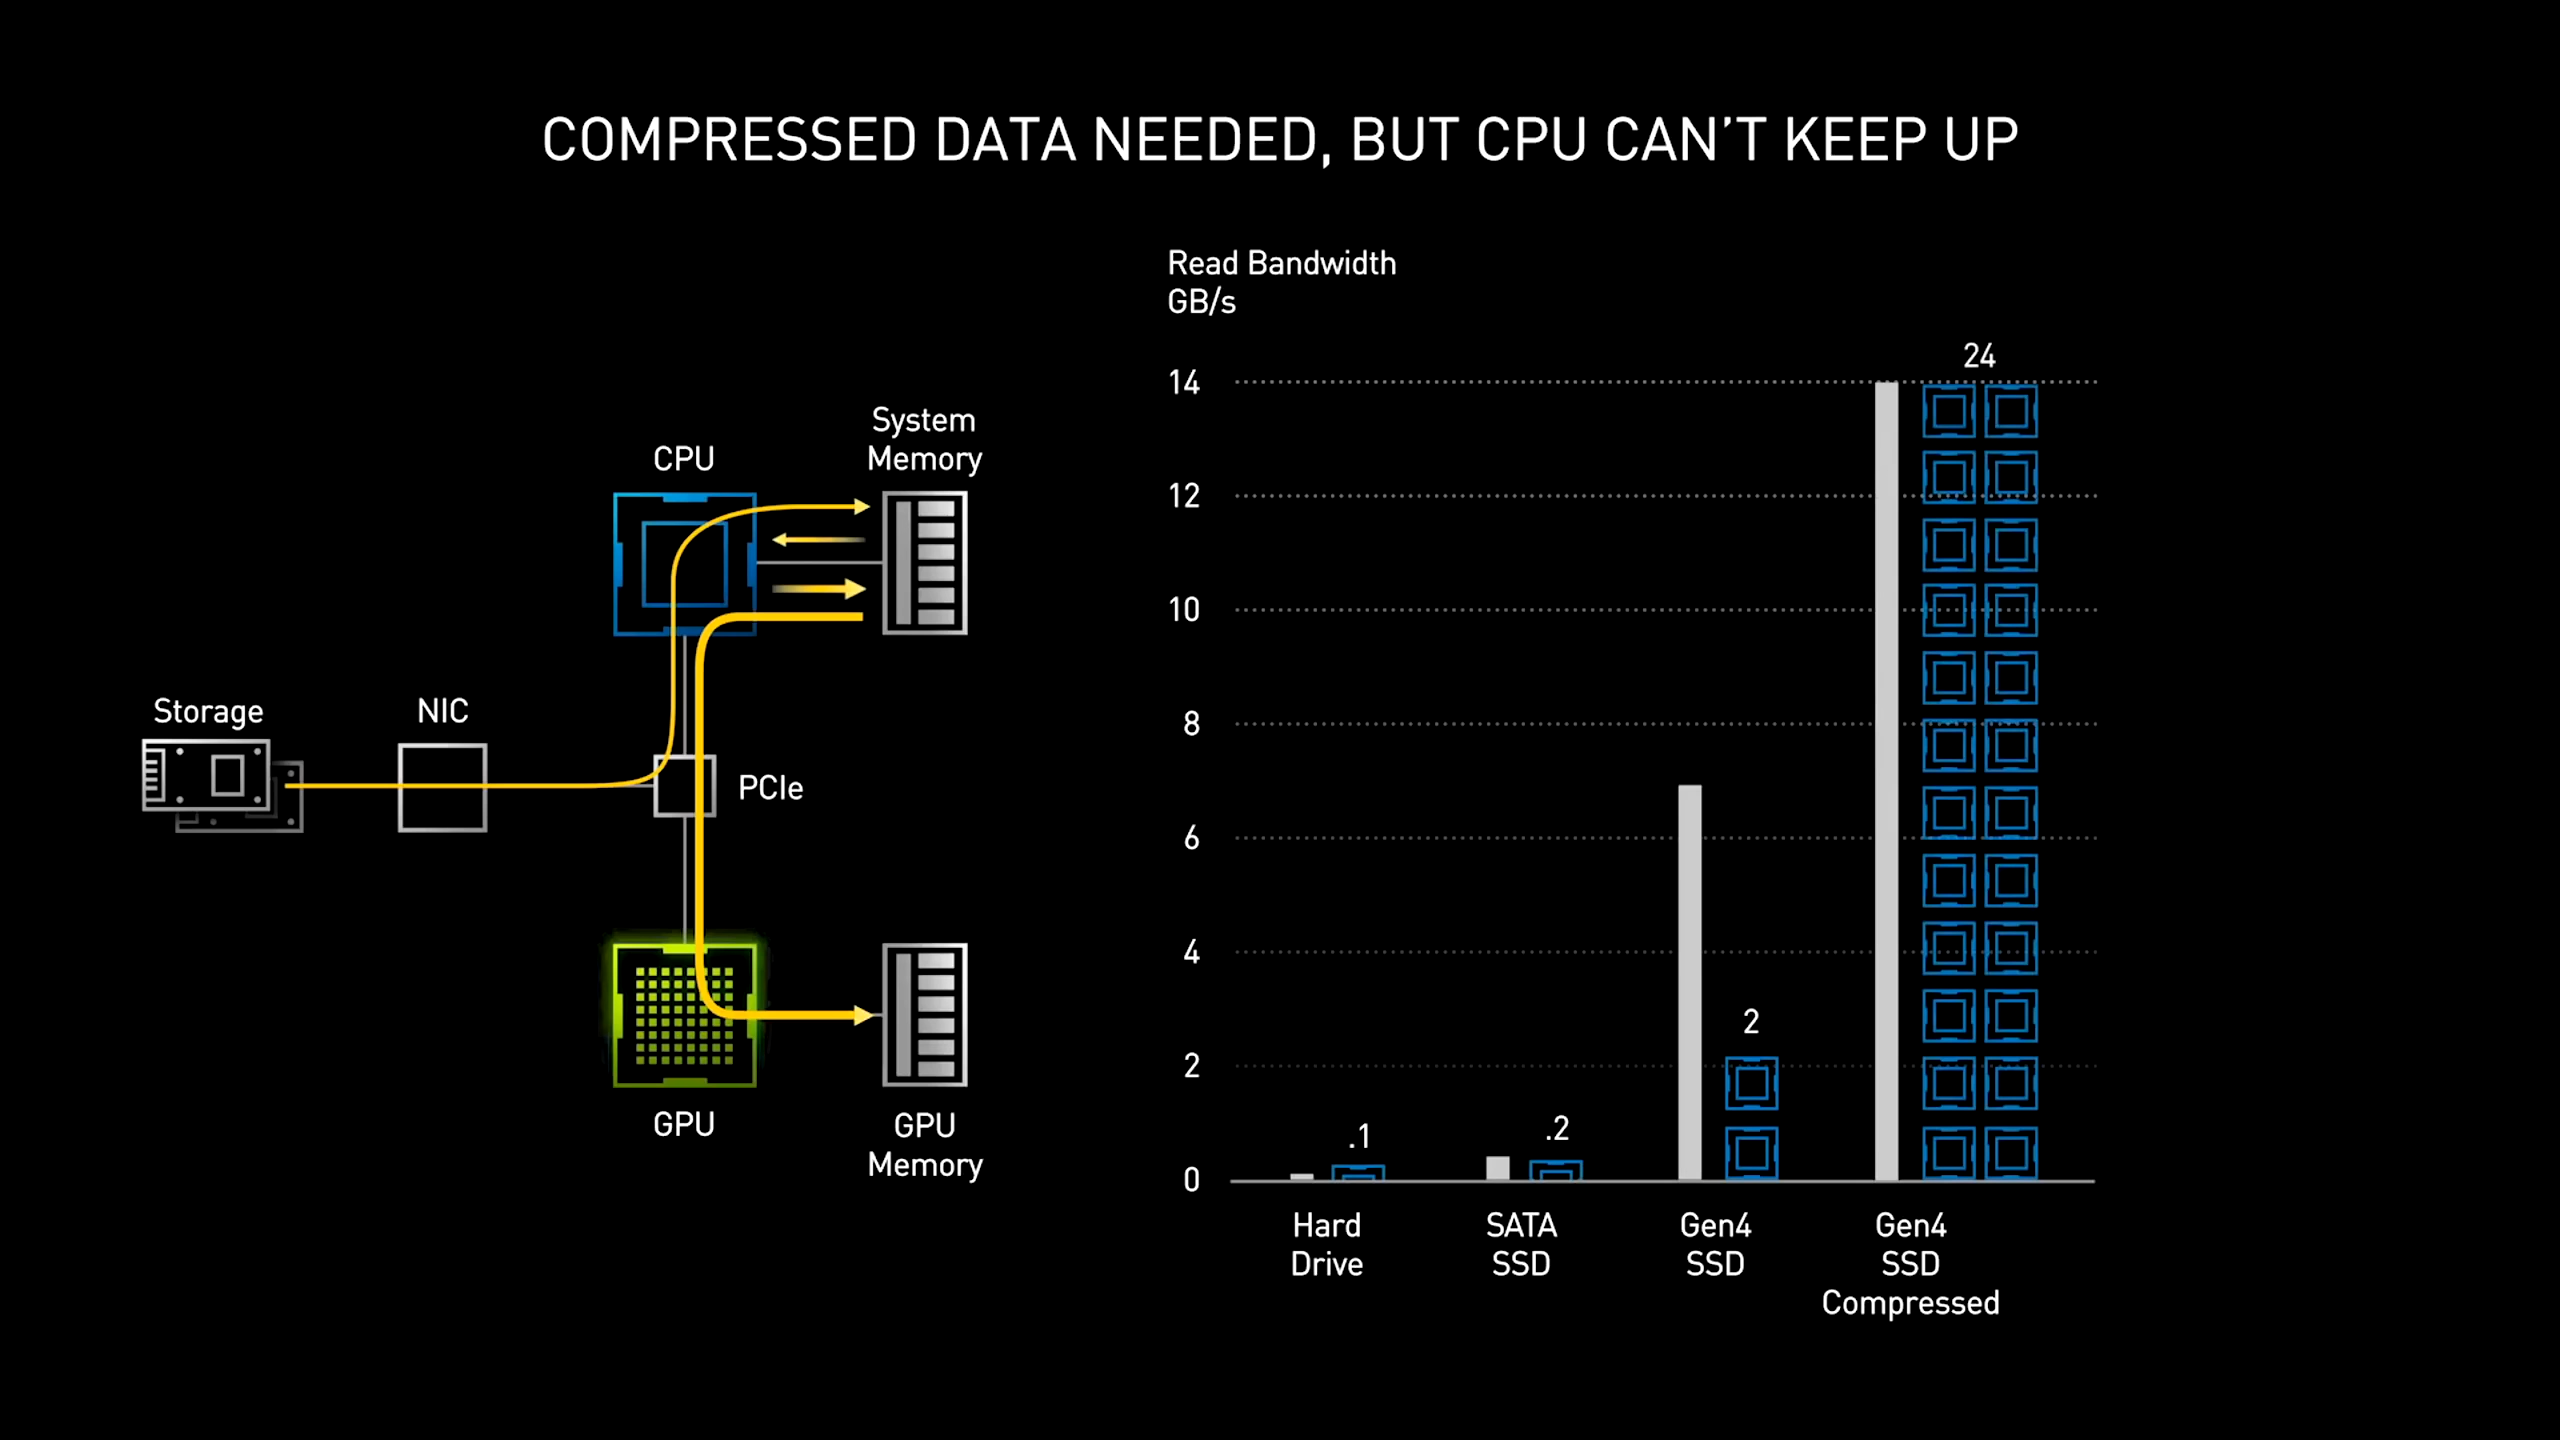 COMPRESSED DATA NEEDED, BUT CPU CAN'T KEEP UP
Storage
NIC
CPU
System
Memory
PCIe
GPU
GPU
Memory
Read Bandwidth
GB/s
14
12
10
8
6
4
2
0
.1
.2
2
24
Hard
Drive
SATA
SSD
Gen4
SSD
Gen4
SSD
Compressed